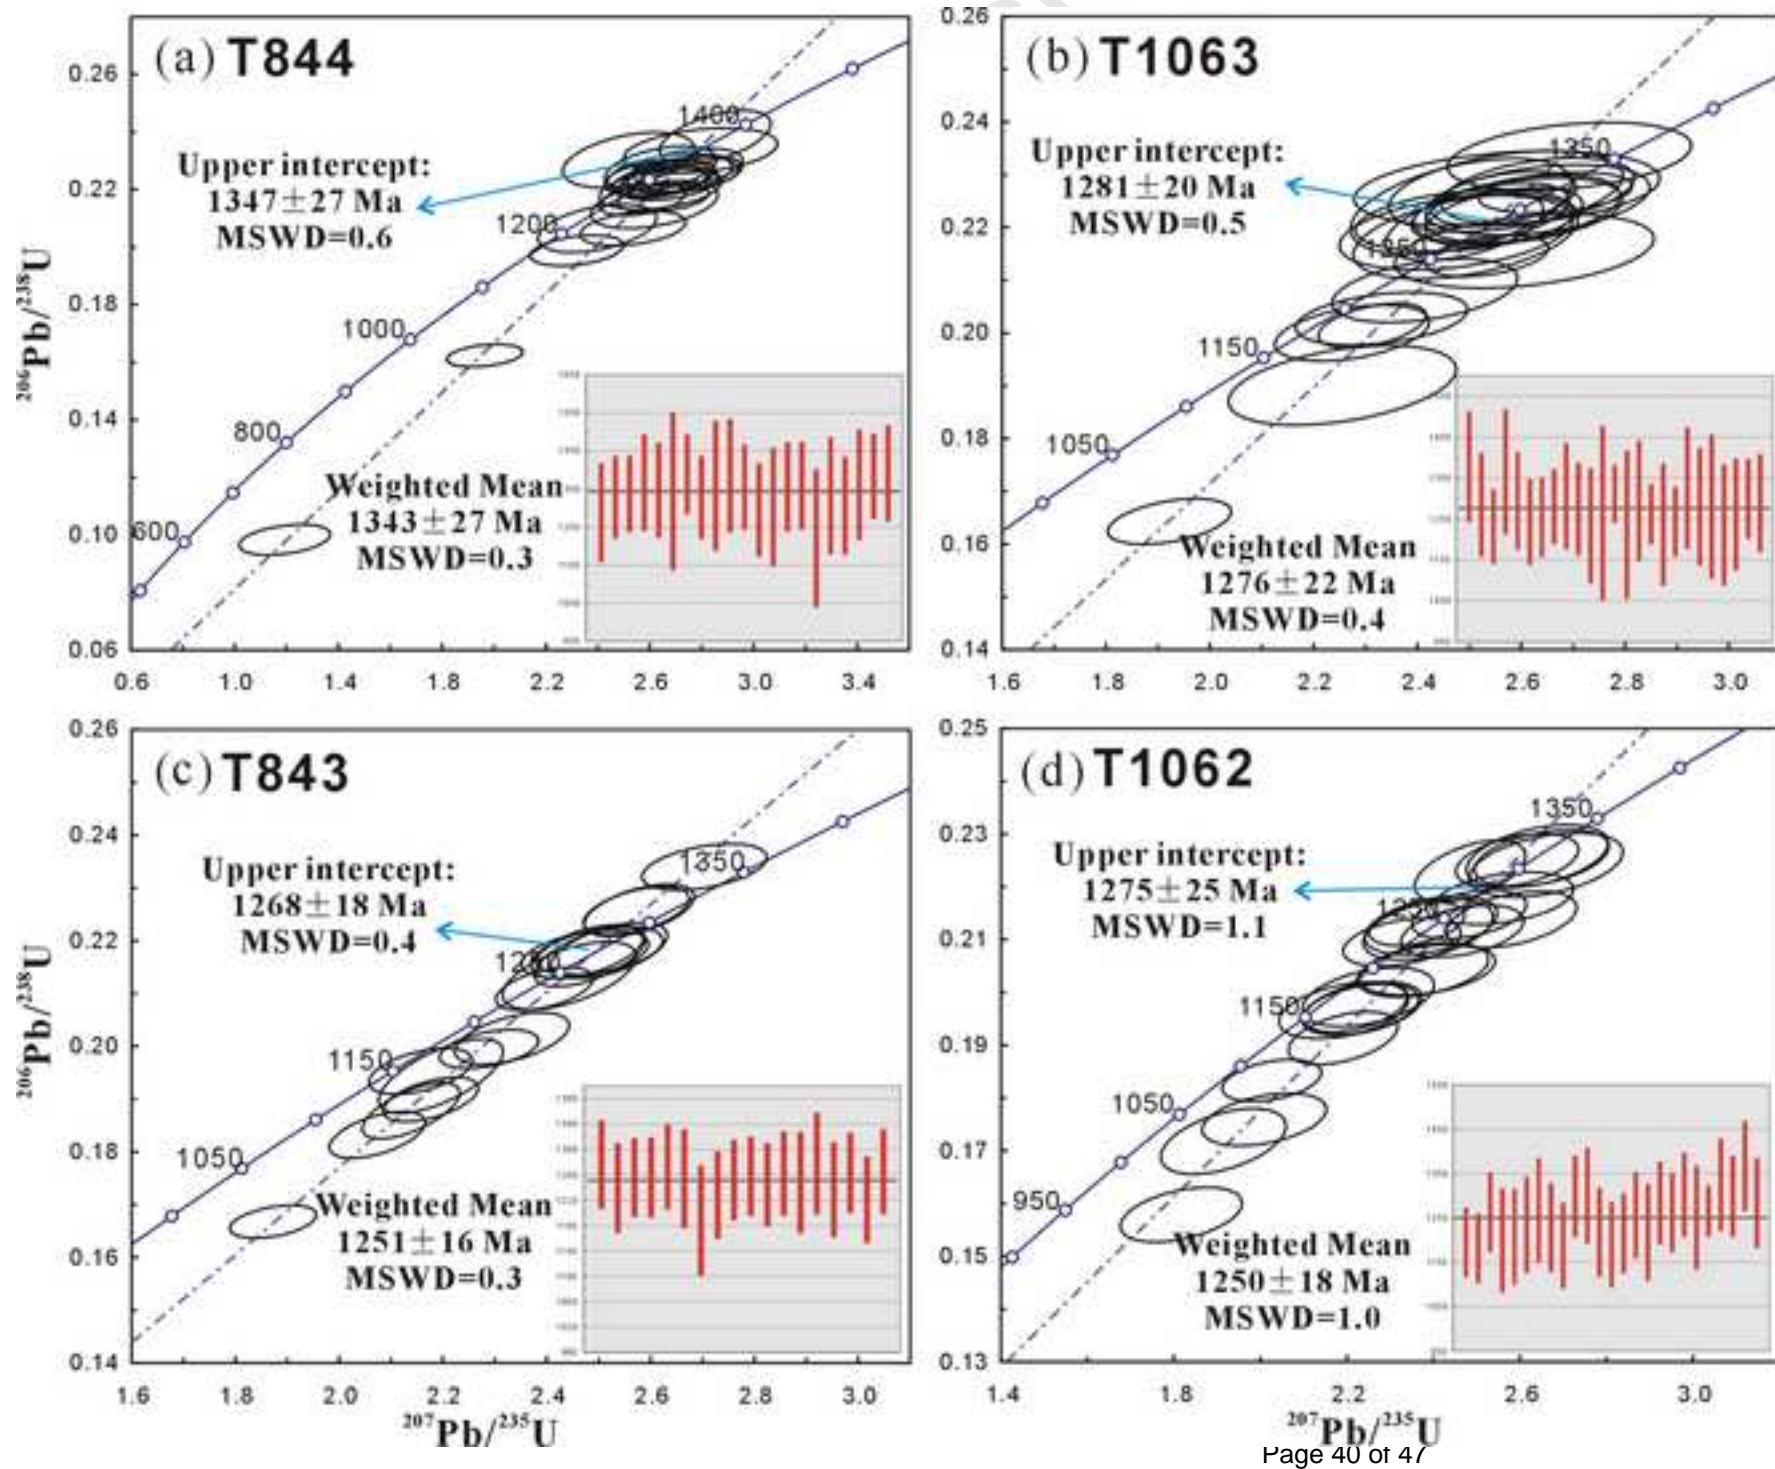 (a) T844
0.26
0.22
0.18
0.14
0.10
0.06
1400
1200
1000
800
600
Upper intercept:
1347±27 Ma
MSWD=0.6
Weighted Mean
1343±27 Ma
MSWD=0.3
0.6 1.0 1.4 1.8 2.2 2.6 3.0 3.4
²⁰⁶Pb/²³⁸U
(b) T1063
0.26
0.24
0.22
0.20
0.18
0.16
0.14
1350
1250
1150
1050
Upper intercept:
1281±20 Ma
MSWD=0.5
Weighted Mean
1276±22 Ma
MSWD=0.4
1.6 1.8 2.0 2.2 2.4 2.6 2.8 3.0
(c) T843
0.26
0.24
0.22
0.20
0.18
0.16
0.14
1350
1250
1150
1050
Upper intercept:
1268±18 Ma
MSWD=0.4
Weighted Mean
1251±16 Ma
MSWD=0.3
1.6 1.8 2.0 2.2 2.4 2.6 2.8 3.0
²⁰⁶Pb/²³⁸U
²⁰⁷Pb/²³⁵U
(d) T1062
0.25
0.23
0.21
0.19
0.17
0.15
0.13
1350
1250
1150
1050
950
Upper intercept:
1275±25 Ma
MSWD=1.1
Weighted Mean
1250±18 Ma
MSWD=1.0
1.4 1.8 2.2 2.6 3.0
²⁰⁷Pb/²³⁵U
Page 40 of 47